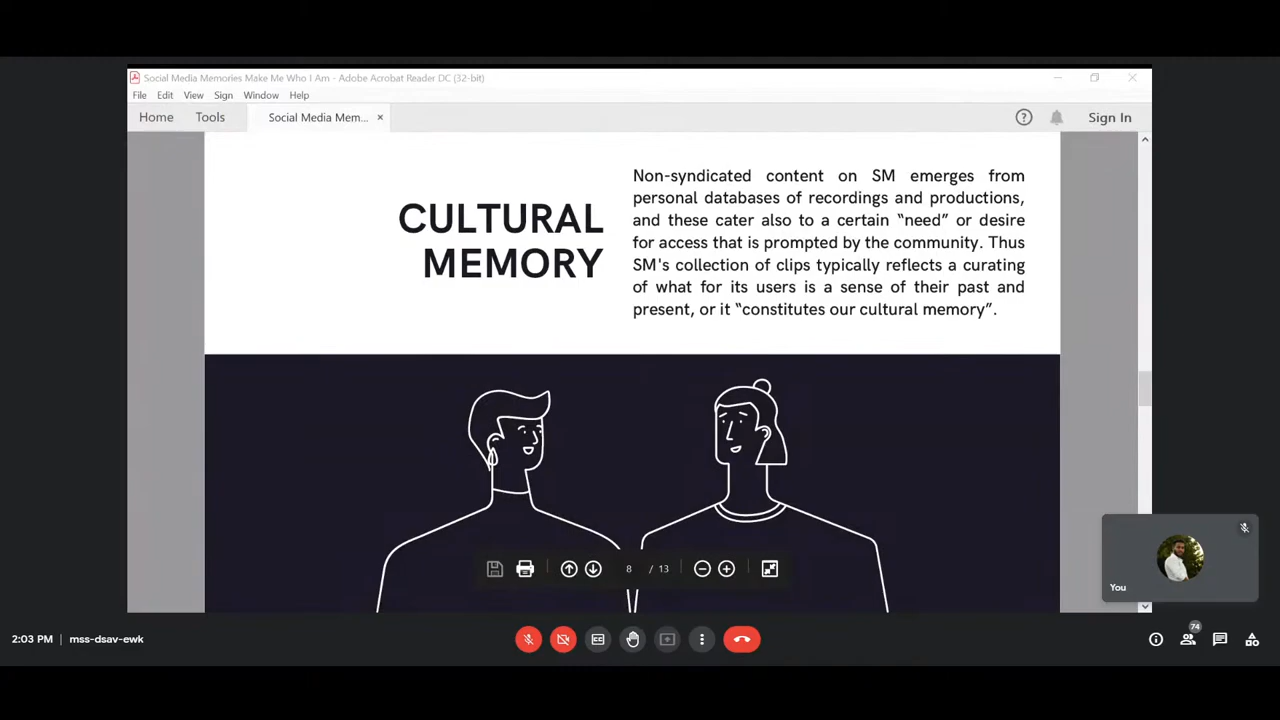 Social Media Memories Make Me Who I Am - Adobe Acrobat Reader DC (32-bit)
File Edit View Sign Window Help
Home Tools Social Media Mem... × Sign In
CULTURAL
MEMORY
Non-syndicated content on SM emerges from
personal databases of recordings and productions,
and these cater also to a certain “need” or desire
for access that is prompted by the community. Thus
SM's collection of clips typically reflects a curating
of what for its users is a sense of their past and
present, or it “constitutes our cultural memory”.
8 / 13
You
2:03 PM | mss-dsav-ewk
74